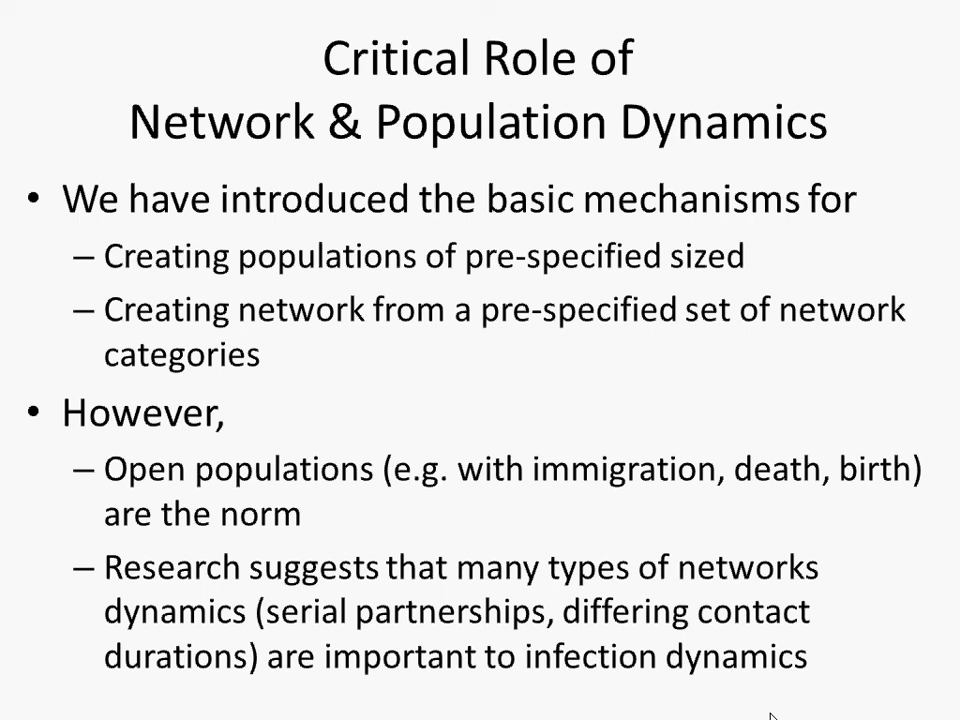 Critical Role of
Network & Population Dynamics
• We have introduced the basic mechanisms for
– Creating populations of pre-specified sized
– Creating network from a pre-specified set of network
categories
• However,
– Open populations (e.g. with immigration, death, birth)
are the norm
– Research suggests that many types of networks
dynamics (serial partnerships, differing contact
durations) are important to infection dynamics